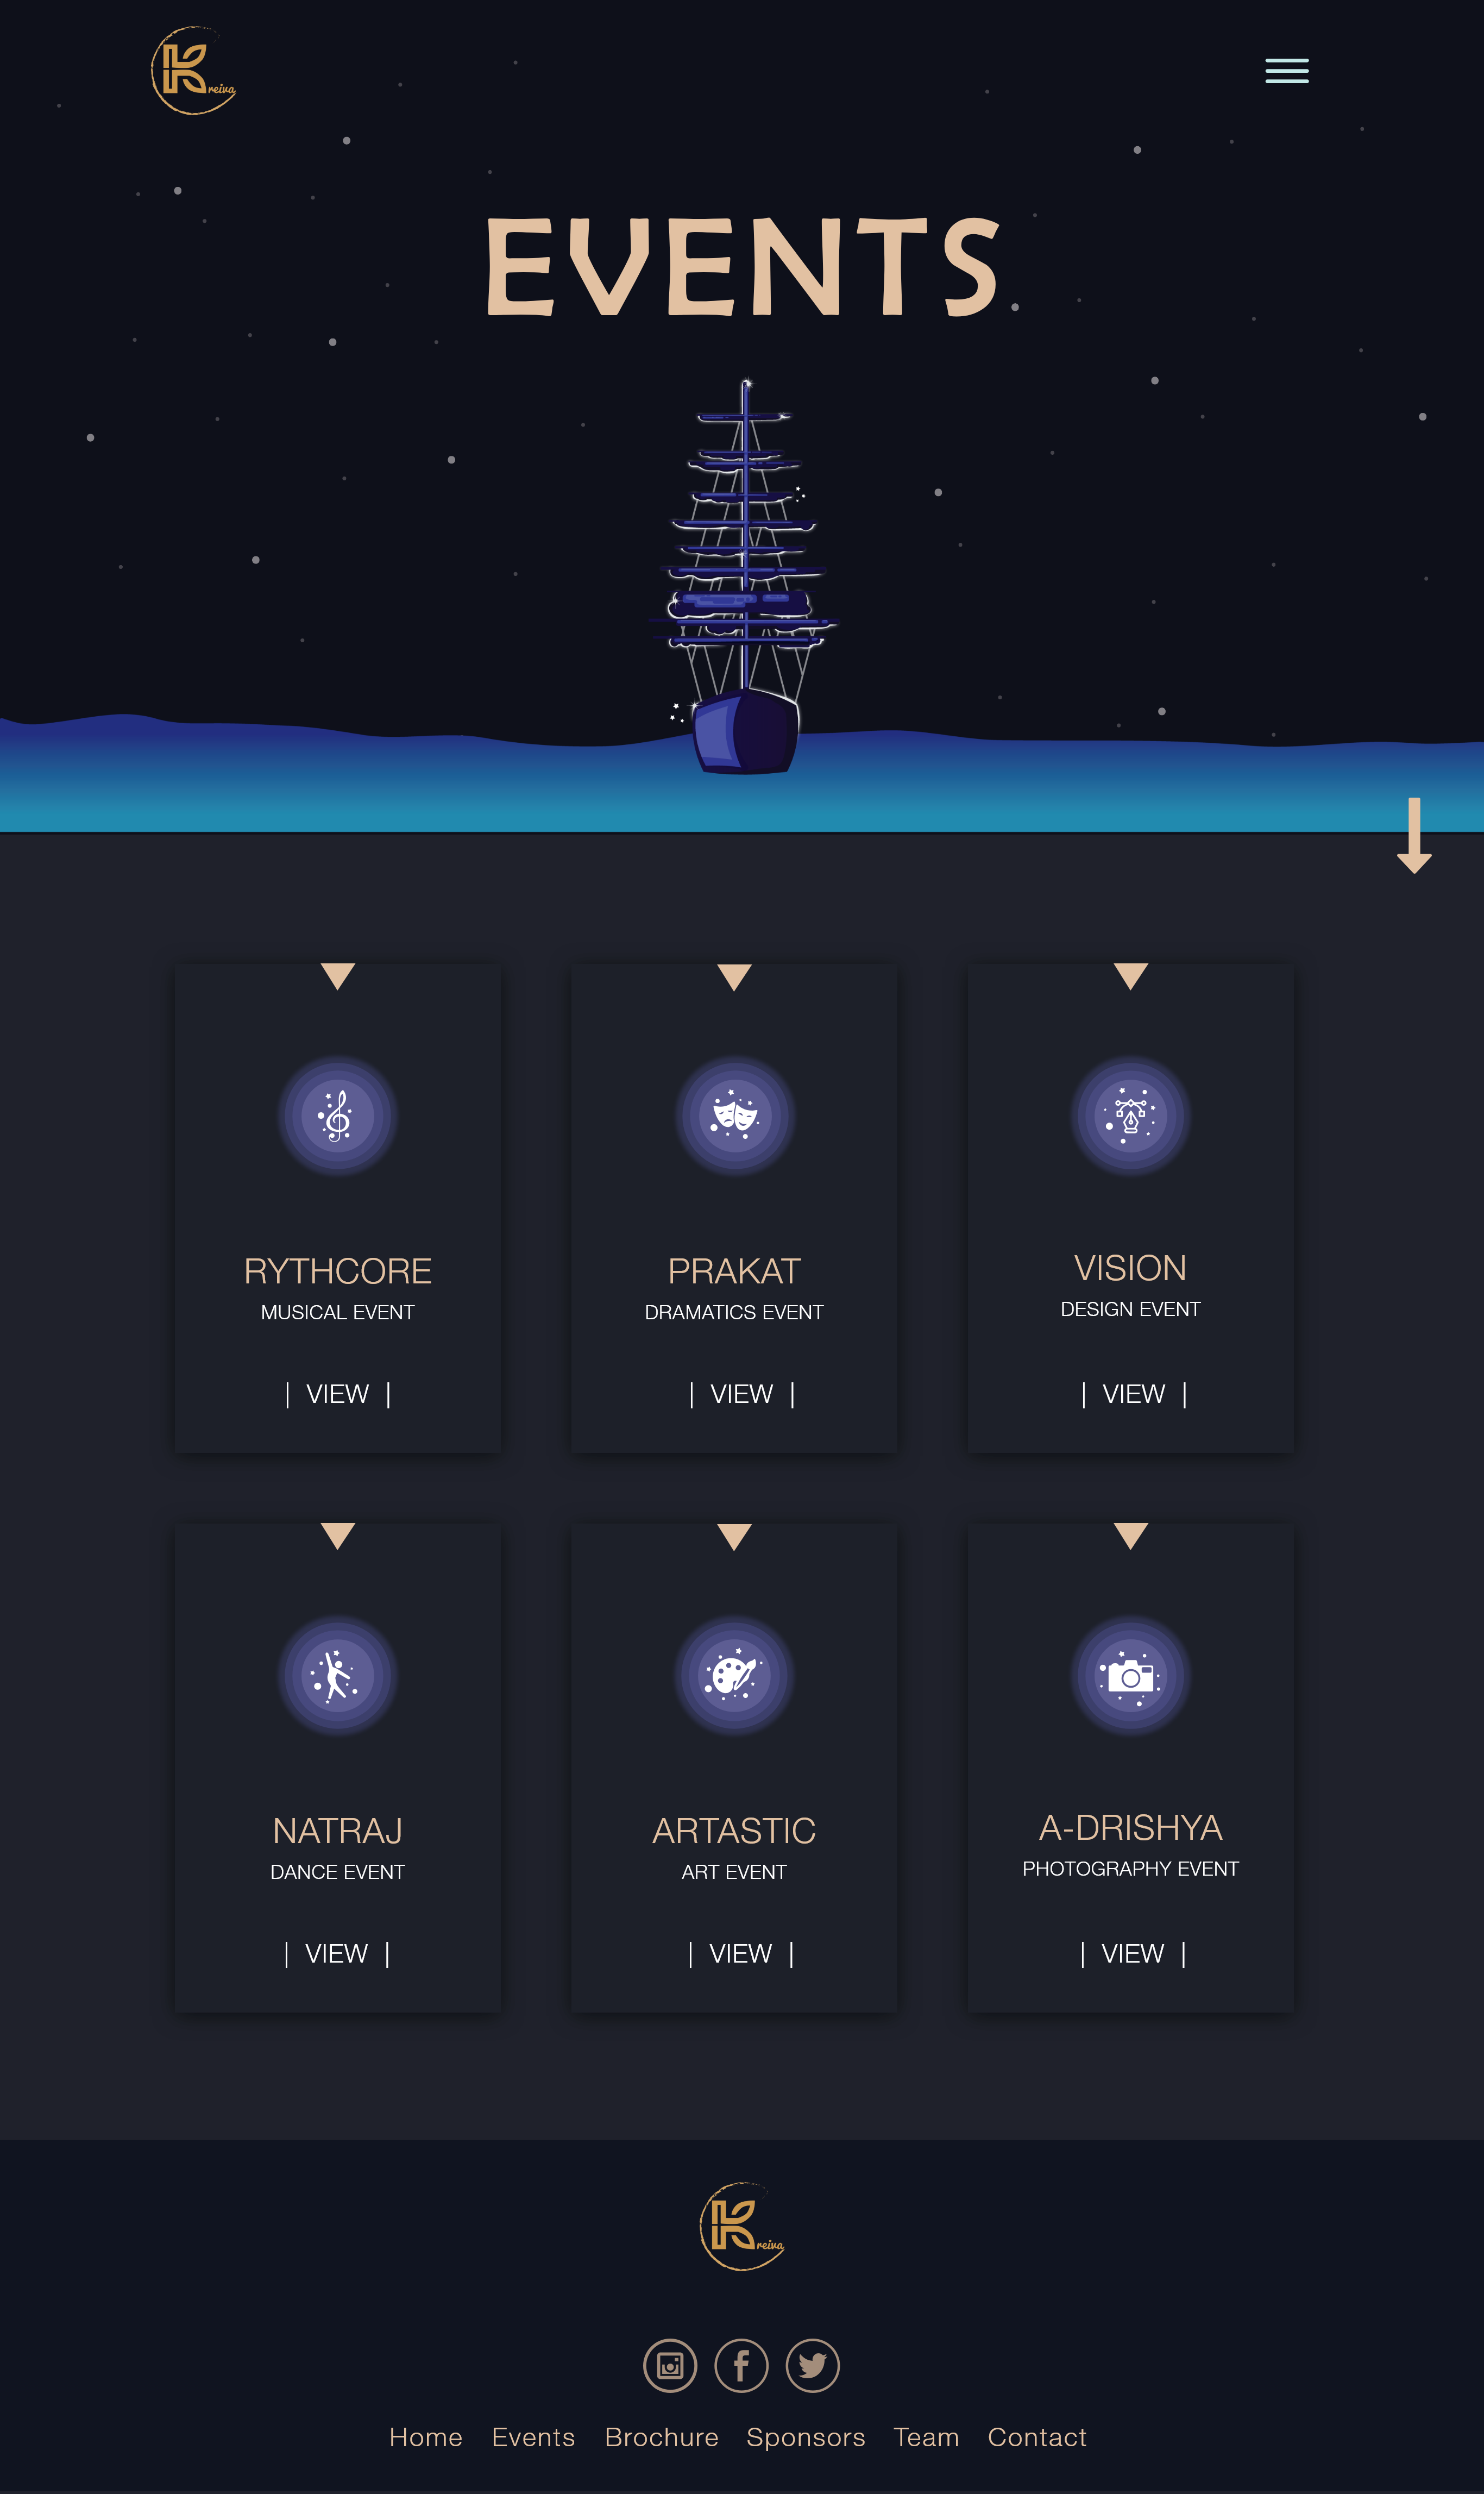 Kreiva
EVENTS
RYTHCORE
MUSICAL EVENT
| VIEW |
PRAKAT
DRAMATICS EVENT
| VIEW |
VISION
DESIGN EVENT
| VIEW |
NATRAJ
DANCE EVENT
| VIEW |
ARTASTIC
ART EVENT
| VIEW |
A-DRISHYA
PHOTOGRAPHY EVENT
| VIEW |
Kreiva
Home Events Brochure Sponsors Team Contact